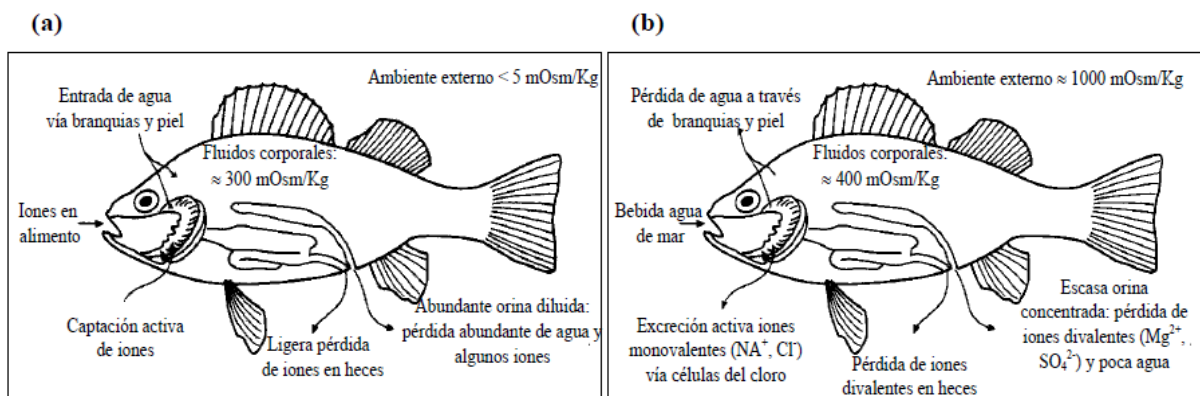 (a)
Ambiente externo < 5 mOsm/Kg
Entrada de agua
vía branquias y piel
Fluidos corporales:
≈ 300 mOsm/Kg
Iones en
alimento
Captación activa
de iones
Ligera pérdida
de iones en heces
Abundante orina diluida:
pérdida abundante de agua y
algunos iones
(b)
Ambiente externo ≈ 1000 mOsm/Kg
Pérdida de agua a través
de branquias y piel
Fluidos corporales:
≈ 400 mOsm/Kg
Bebida agua
de mar
Excreción activa iones
monovalentes (NA⁺, Cl⁻)
vía células del cloro
Pérdida de iones
divalentes en heces
Escasa orina
concentrada: pérdida de
iones divalentes (Mg²⁺,
SO₄²⁻) y poca agua